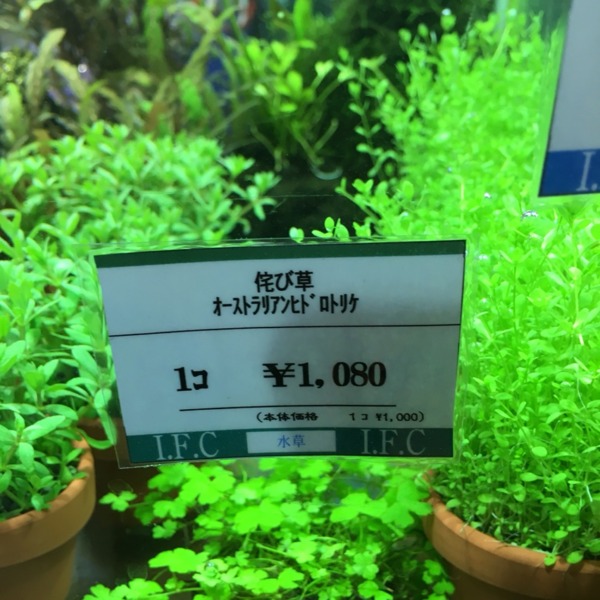 侘び草
ｵｰｽﾄﾗﾘｱﾝﾋﾄﾞﾛﾄﾘｹ
1ｺ ¥1,080
(本体価格 1ｺ ¥1,000)
I.F.C 水草 I.F.C
I.